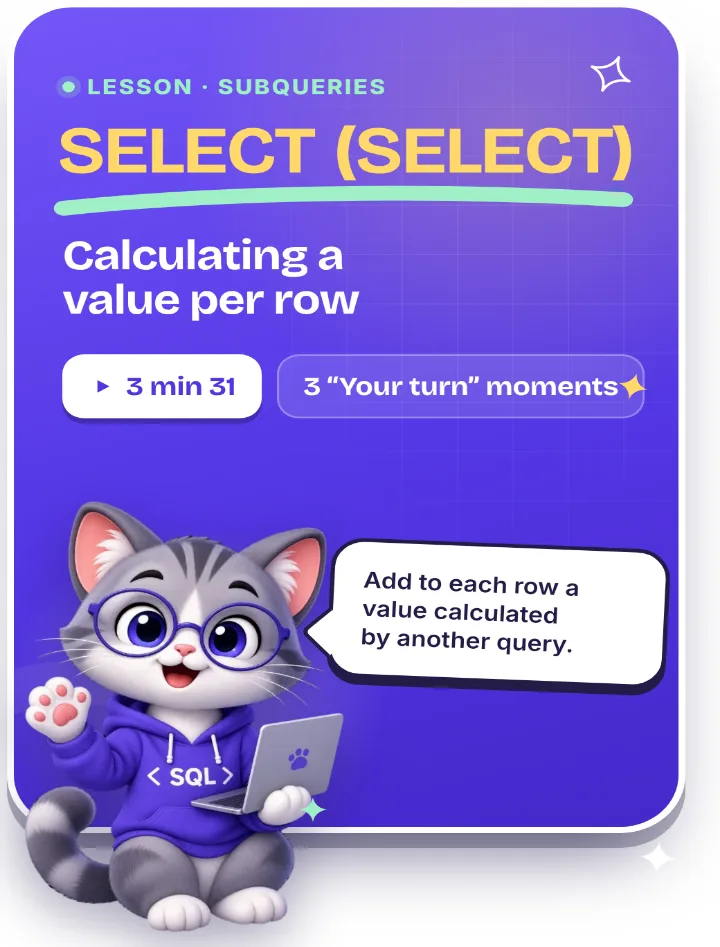 LESSON · SUBQUERIES
SELECT (SELECT)
Calculating a
value per row
3 min 31
3 “Your turn” moments
Add to each row a
value calculated
by another query.
< SQL >